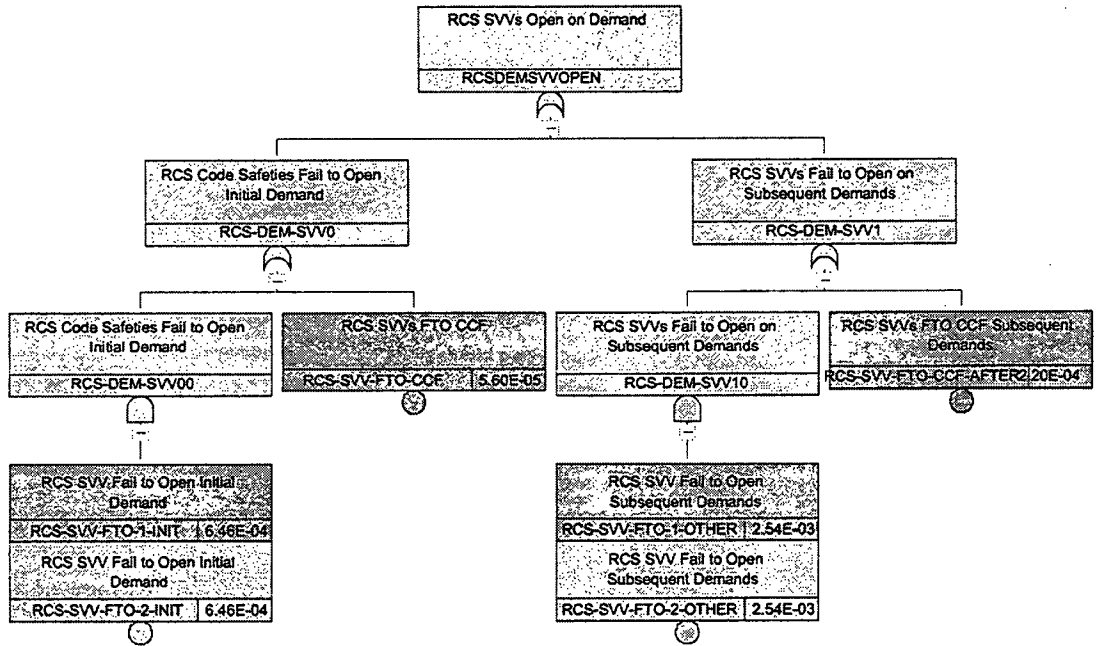 RCS SVVs Open on Demand
RCSDEMSVVOPEN
RCS Code Safeties Fail to Open
Initial Demand
RCS-DEM-SVV0
RCS SVVs Fail to Open on
Subsequent Demands
RCS-DEM-SVV1
RCS Code Safeties Fail to Open
Initial Demand
RCS-DEM-SVV00
RCS SVVs FTO CCF
RCS-SVV-FTO-CCF 5.60E-05
RCS SVVs Fail to Open on
Subsequent Demands
RCS-DEM-SVV10
RCS SVVs FTO CCF Subsequent
Demands
RCS-SVV-FTO-CCF-AFTER 2.20E-04
RCS SVV Fail to Open Initial
Demand
RCS-SVV-FTO-1-INIT 6.46E-04
RCS SVV Fail to Open Initial
Demand
RCS-SVV-FTO-2-INIT 6.46E-04
RCS SVV Fail to Open
Subsequent Demands
RCS-SVV-FTO-1-OTHER 2.54E-03
RCS SVV Fail to Open
Subsequent Demands
RCS-SVV-FTO-2-OTHER 2.54E-03